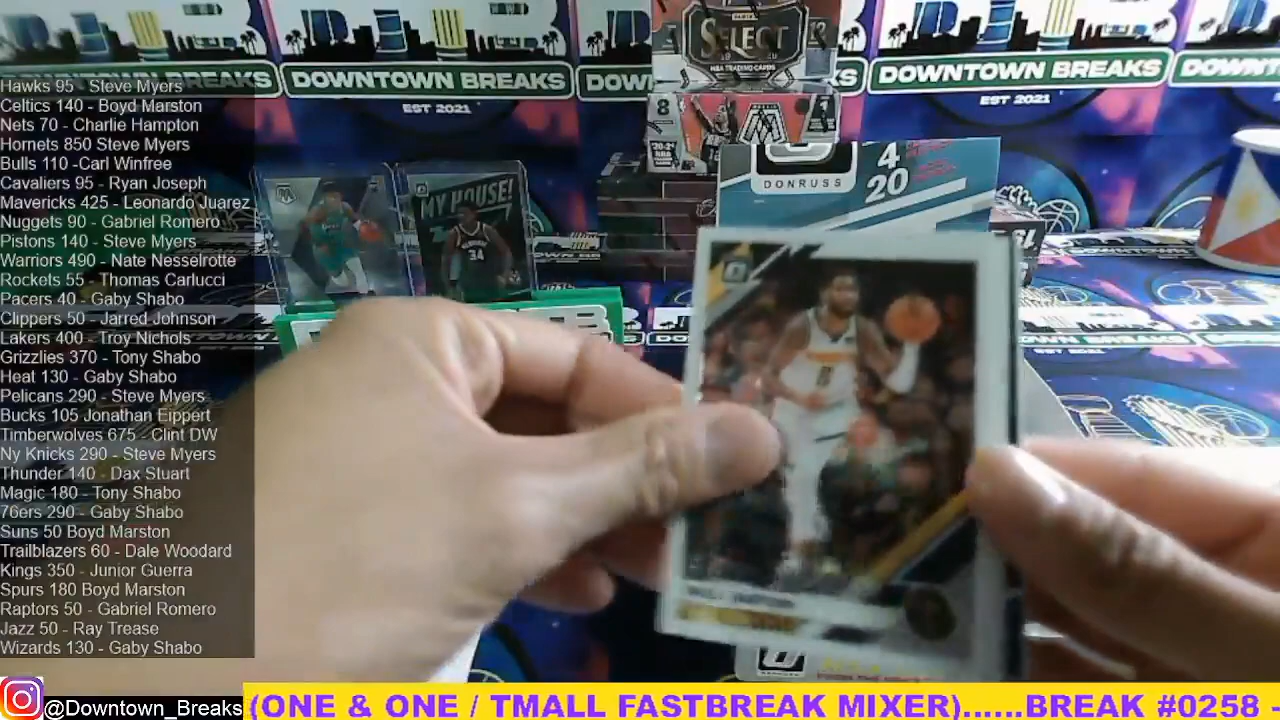 Hawks 95 - Steve Myers
Celtics 140 - Boyd Marston
Nets 70 - Charlie Hampton
Hornets 850 Steve Myers
Bulls 110 -Carl Winfree
Cavaliers 95 - Ryan Joseph
Mavericks 425 - Leonardo Juarez
Nuggets 90 - Gabriel Romero
Pistons 140 - Steve Myers
Warriors 490 - Nate Nesselrotte
Rockets 55 - Thomas Carlucci
Pacers 40 - Gaby Shabo
Clippers 50 - Jarred Johnson
Lakers 400 - Troy Nichols
Grizzlies 370 - Tony Shabo
Heat 130 - Gaby Shabo
Pelicans 290 - Steve Myers
Bucks 105 Jonathan Eippert
Timberwolves 675 - Clint DW
Ny Knicks 290 - Steve Myers
Thunder 140 - Dax Stuart
Magic 180 - Tony Shabo
76ers 290 - Gaby Shabo
Suns 50 Boyd Marston
Trailblazers 60 - Dale Woodard
Kings 350 - Junior Guerra
Spurs 180 Boyd Marston
Raptors 50 - Gabriel Romero
Jazz 50 - Ray Trease
Wizards 130 - Gaby Shabo
@Downtown_Breaks
(ONE & ONE / TMALL FASTBREAK MIXER)......BREAK #0258 -
DOWNTOWN BREAKS
EST 2021
DOWNTOWN BREAKS
EST 2021
SELECT
NBA TRADING CARDS
8
DONRUSS
4
20
MY HOUSE!
34